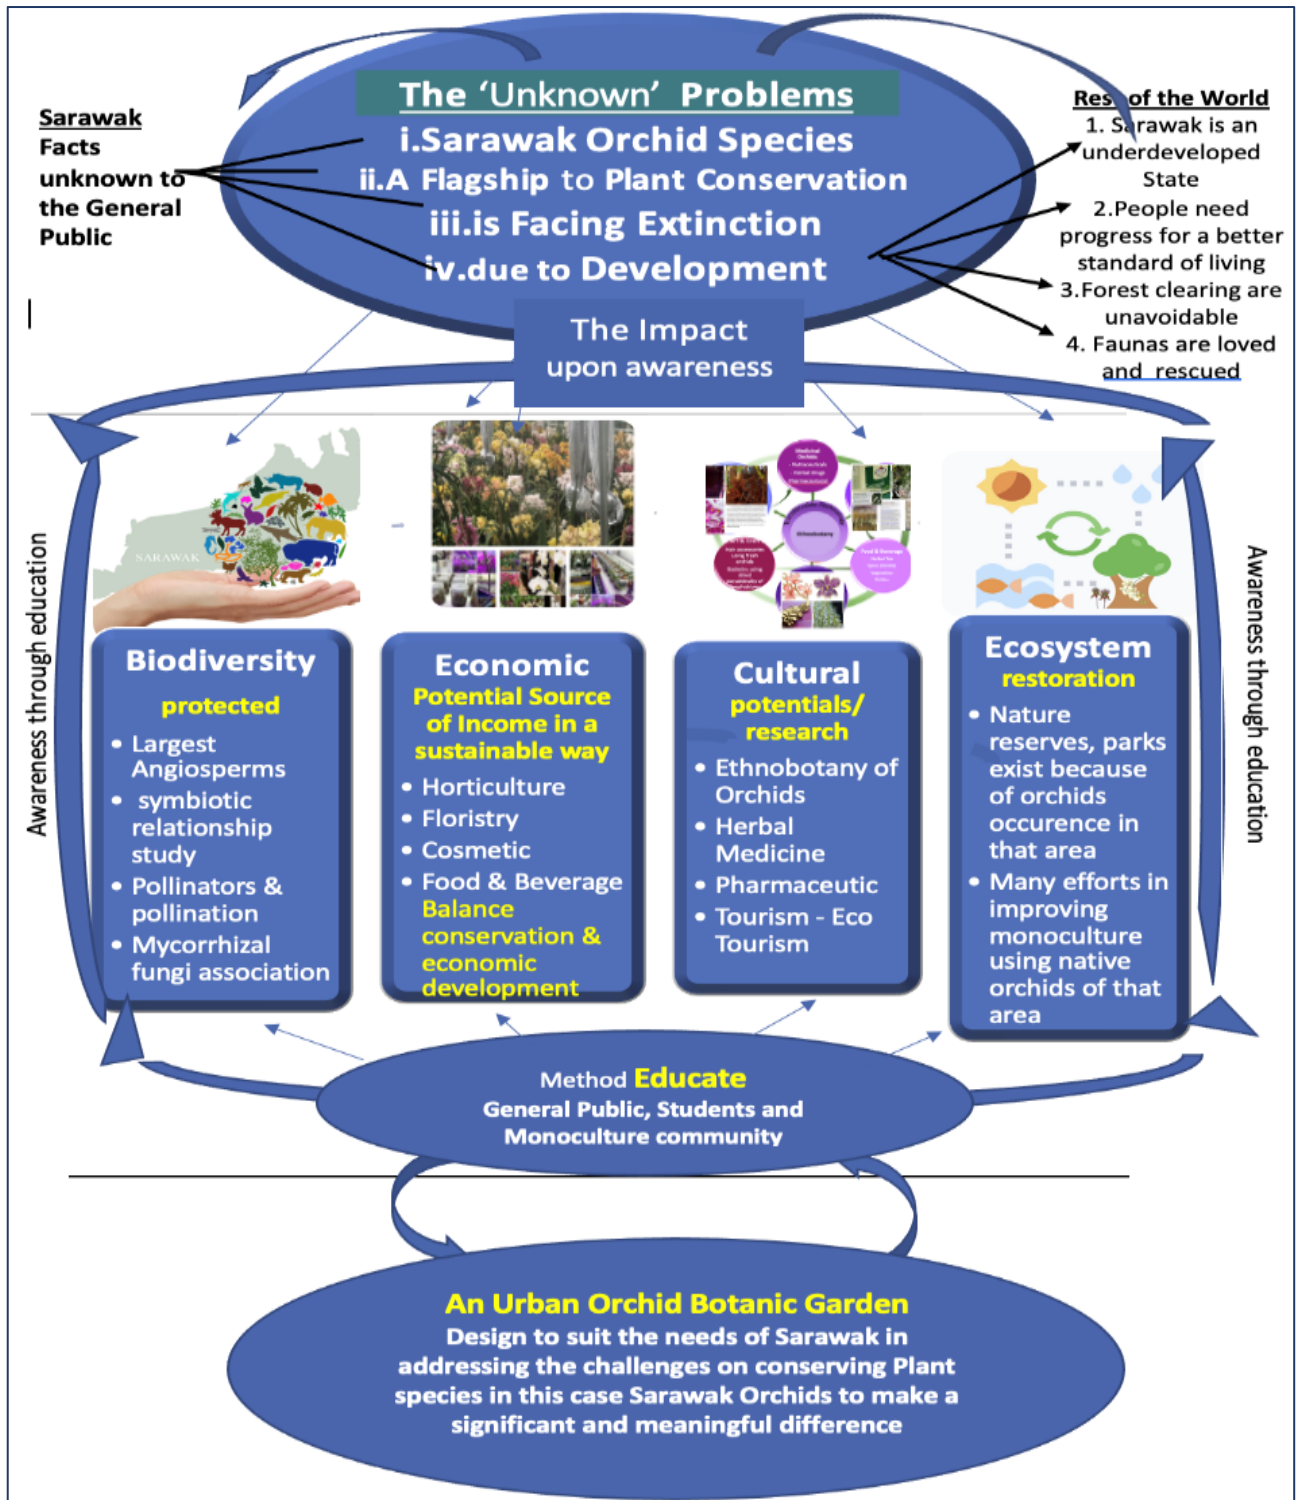 The ‘Unknown’ Problems
i.Sarawak Orchid Species
ii.A Flagship to Plant Conservation
iii.is Facing Extinction
iv.due to Development
Sarawak
Facts
unknown to
the General
Public
Rest of the World
1. Sarawak is an
underdeveloped
State
2.People need
progress for a better
standard of living
3.Forest clearing are
unavoidable
4. Faunas are loved
and rescued
The Impact
upon awareness
Awareness through education
SARAWAK
Medicinal
Orchids
Ethnobotany
Food & Beverage
Biodiversity
protected
• Largest
Angiosperms
• symbiotic
relationship
study
• Pollinators &
pollination
• Mycorrhizal
fungi association
Economic
Potential Source
of Income in a
sustainable way
• Horticulture
• Floristry
• Cosmetic
• Food & Beverage
Balance
conservation &
economic
development
Cultural
potentials/
research
• Ethnobotany of
Orchids
• Herbal
Medicine
• Pharmaceutic
• Tourism - Eco
Tourism
Ecosystem
restoration
• Nature
reserves, parks
exist because
of orchids
occurence in
that area
• Many efforts in
improving
monoculture
using native
orchids of that
area
Awareness through education
Method Educate
General Public, Students and
Monoculture community
An Urban Orchid Botanic Garden
Design to suit the needs of Sarawak in
addressing the challenges on conserving Plant
species in this case Sarawak Orchids to make a
significant and meaningful difference